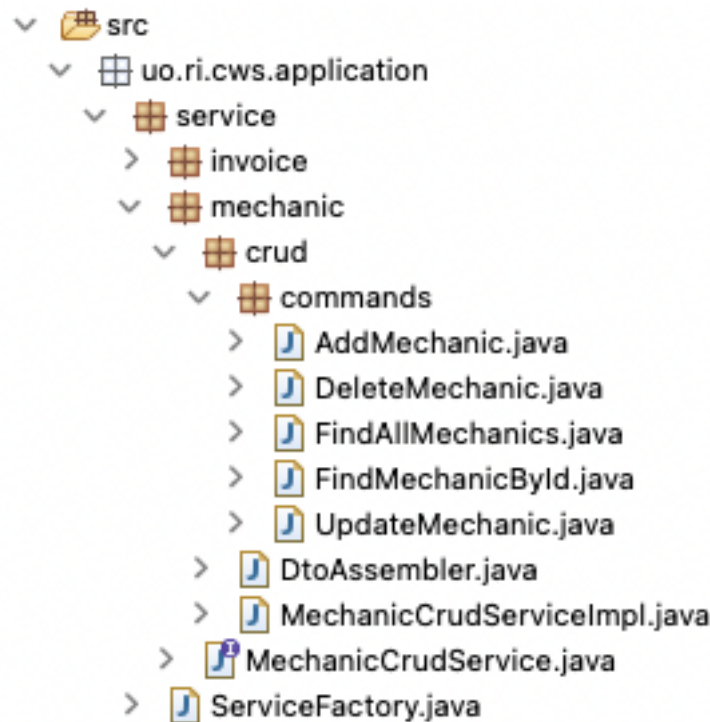 src
uo.ri.cws.application
service
invoice
mechanic
crud
commands
AddMechanic.java
DeleteMechanic.java
FindAllMechanics.java
FindMechanicById.java
UpdateMechanic.java
DtoAssembler.java
MechanicCrudServiceImpl.java
MechanicCrudService.java
ServiceFactory.java